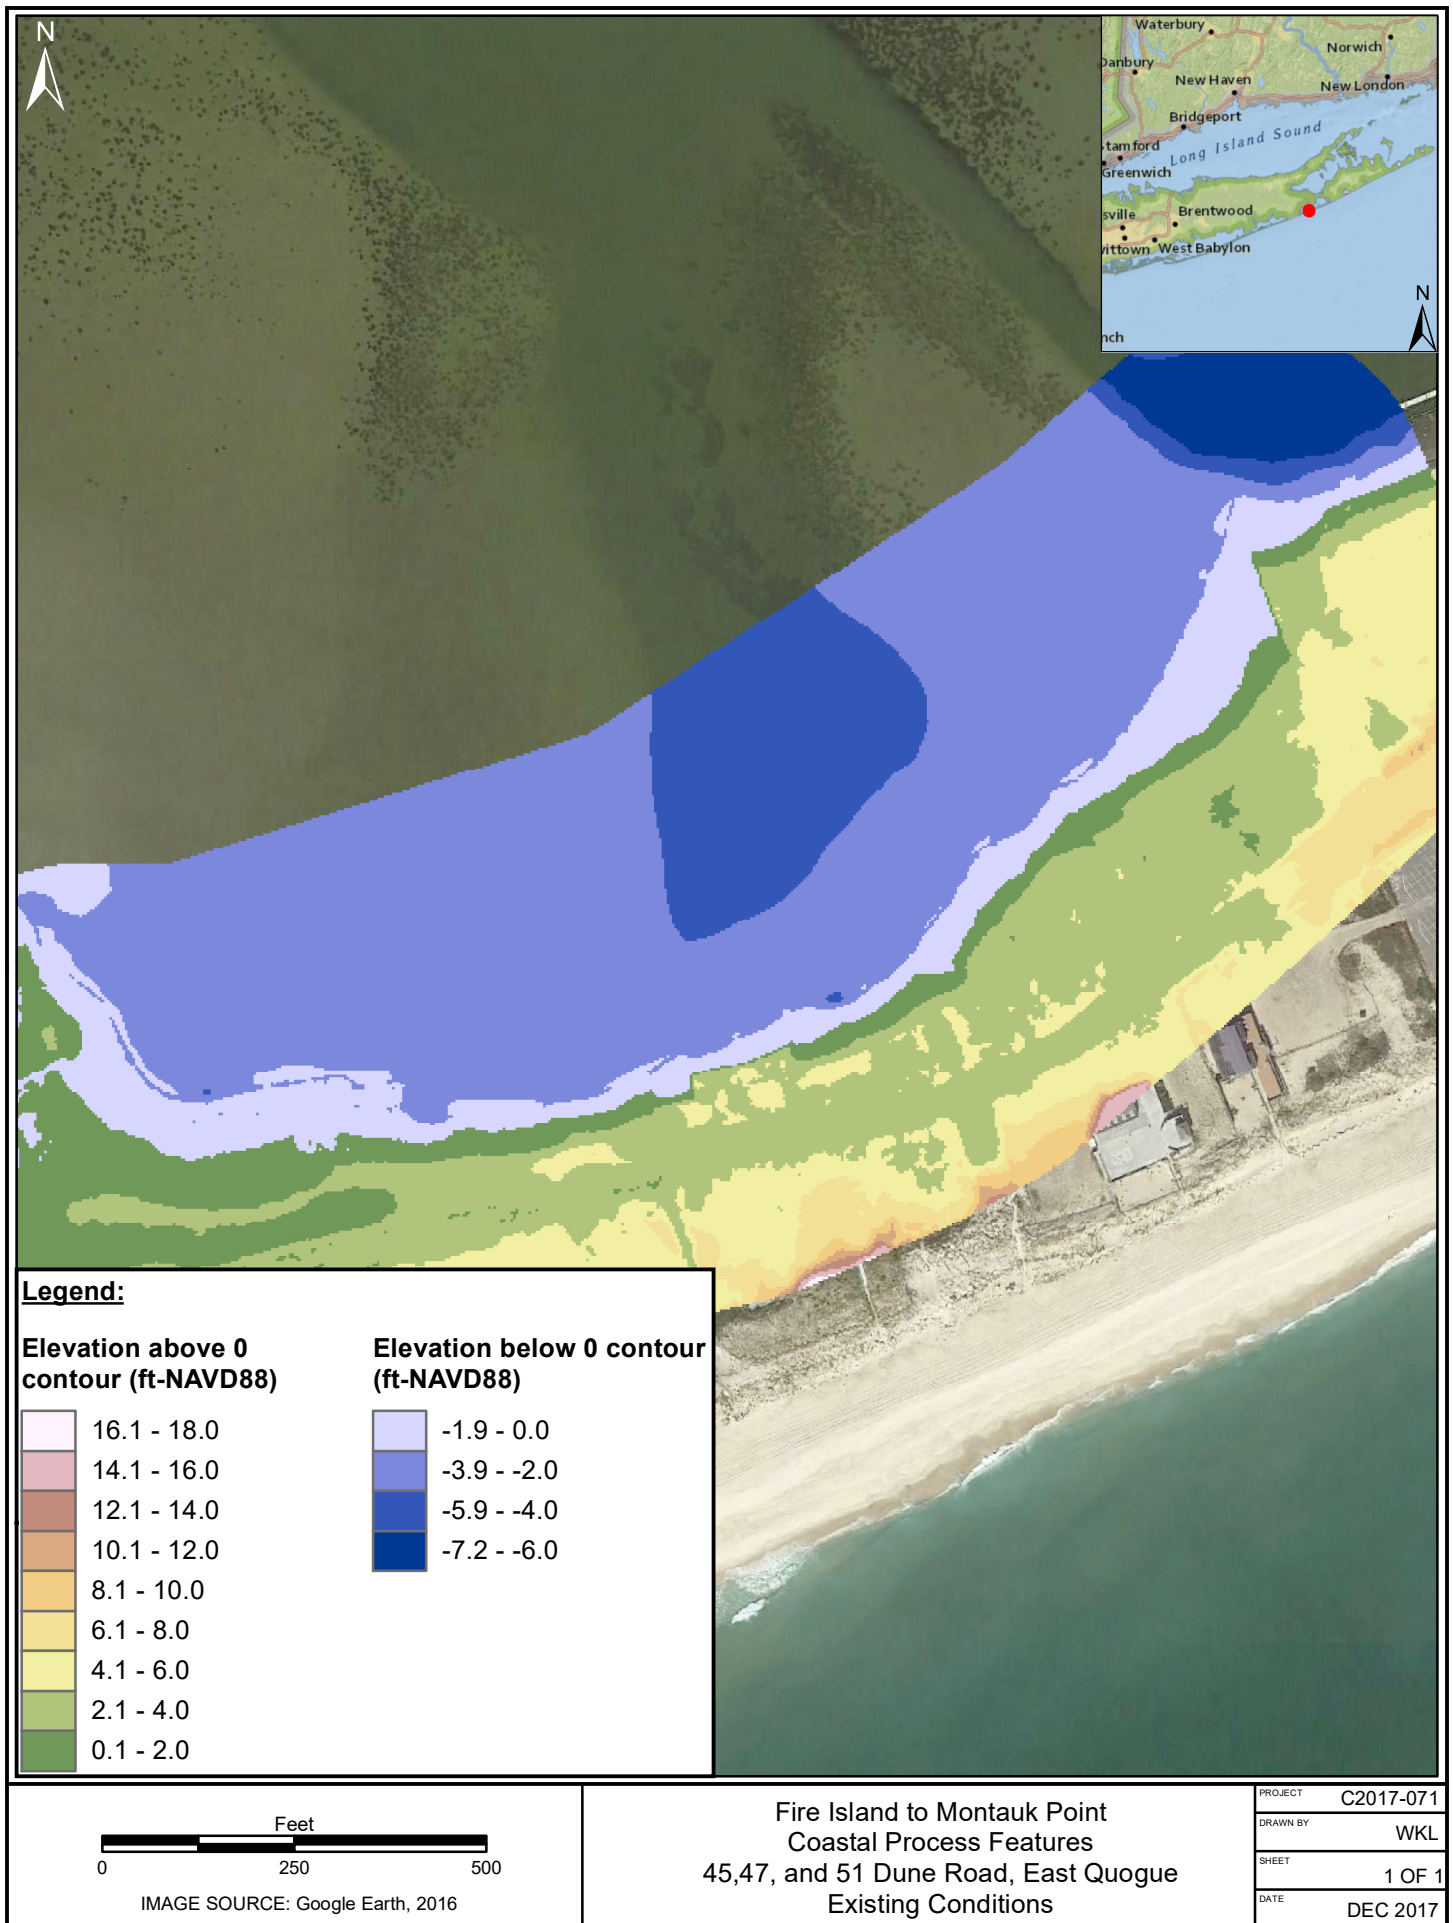 N
Waterbury
Danbury
Norwich
New Haven
New London
Bridgeport
Stamford
Long Island Sound
Greenwich
sville
Brentwood
vittown
West Babylon
N
nch
Legend:
Elevation above 0
contour (ft-NAVD88)
16.1 - 18.0
14.1 - 16.0
12.1 - 14.0
10.1 - 12.0
8.1 - 10.0
6.1 - 8.0
4.1 - 6.0
2.1 - 4.0
0.1 - 2.0
Elevation below 0 contour
(ft-NAVD88)
-1.9 - 0.0
-3.9 - -2.0
-5.9 - -4.0
-7.2 - -6.0
Feet
0 250 500
IMAGE SOURCE: Google Earth, 2016
Fire Island to Montauk Point
Coastal Process Features
45,47, and 51 Dune Road, East Quogue
Existing Conditions
PROJECT C2017-071
DRAWN BY WKL
SHEET 1 OF 1
DATE DEC 2017